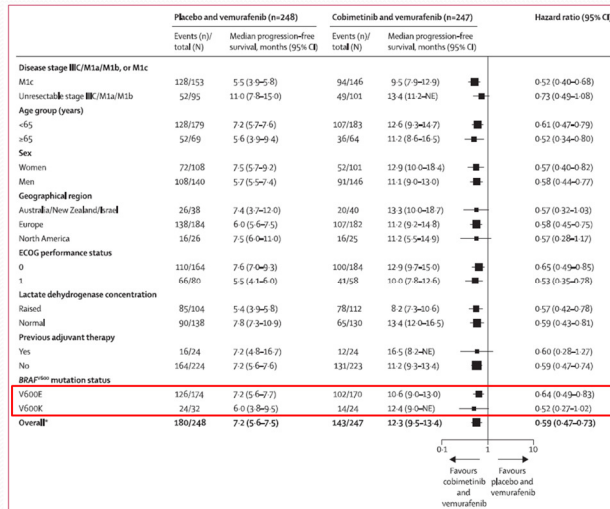 Placebo and vemurafenib (n=248) Cobimetinib and vemurafenib (n=247) Hazard ratio (95% CI)
Events (n)/ total (N) Median progression-free survival, months (95% CI) Events (n)/ total (N) Median progression-free survival, months (95% CI)
Disease stage IIIC/M1a/M1b, or M1c
M1c 128/153 5·5 (3·9–5·8) 94/146 9·5 (7·9–12·9) 0·52 (0·40–0·68)
Unresectable stage IIIC/M1a/M1b 52/95 11·0 (7·8–15·0) 49/101 13·4 (11·2–NE) 0·73 (0·49–1·08)
Age group (years)
<65 128/179 7·2 (5·7–7·6) 107/183 12·6 (9·3–14·7) 0·61 (0·47–0·79)
≥65 52/69 5·6 (3·9–9·4) 36/64 11·2 (8·6–16·5) 0·52 (0·34–0·80)
Sex
Women 72/108 7·5 (5·7–9·2) 52/101 12·9 (10·0–18·4) 0·57 (0·40–0·82)
Men 108/140 5·7 (5·5–7·4) 91/146 11·1 (9·0–13·0) 0·58 (0·44–0·77)
Geographical region
Australia/New Zealand/Israel 26/38 7·4 (3·7–12·0) 20/40 13·3 (10·0–18·7) 0·57 (0·32–1·03)
Europe 138/184 6·0 (5·6–7·5) 107/182 11·2 (9·2–14·8) 0·58 (0·45–0·75)
North America 16/26 7·5 (6·0–11·0) 16/25 11·2 (5·5–14·9) 0·57 (0·28–1·17)
ECOG performance status
0 110/164 7·6 (7·0–9·3) 100/184 12·9 (9·7–15·0) 0·65 (0·49–0·85)
1 66/80 5·5 (4·1–6·0) 41/58 10·0 (7·8–12·6) 0·53 (0·35–0·78)
Lactate dehydrogenase concentration
Raised 85/104 5·4 (3·9–5·8) 78/112 8·2 (7·3–10·6) 0·57 (0·42–0·78)
Normal 90/138 7·8 (7·3–10·9) 65/130 13·4 (12·0–16·5) 0·59 (0·43–0·81)
Previous adjuvant therapy
Yes 16/24 7·2 (4·8–16·7) 12/24 16·5 (8·2–NE) 0·60 (0·28–1·27)
No 164/224 7·2 (5·6–7·6) 131/223 11·2 (9·3–13·4) 0·59 (0·47–0·74)
BRAFV600 mutation status
V600E 126/174 7·2 (5·6–7·7) 102/170 10·6 (9·0–13·0) 0·64 (0·49–0·83)
V600K 24/32 6·0 (3·8–9·5) 14/24 12·4 (9·0–NE) 0·52 (0·27–1·02)
Overall* 180/248 7·2 (5·6–7·5) 143/247 12·3 (9·5–13·4) 0·59 (0·47–0·73)
0·1 1 10
Favours cobimetinib and vemurafenib
Favours placebo and vemurafenib